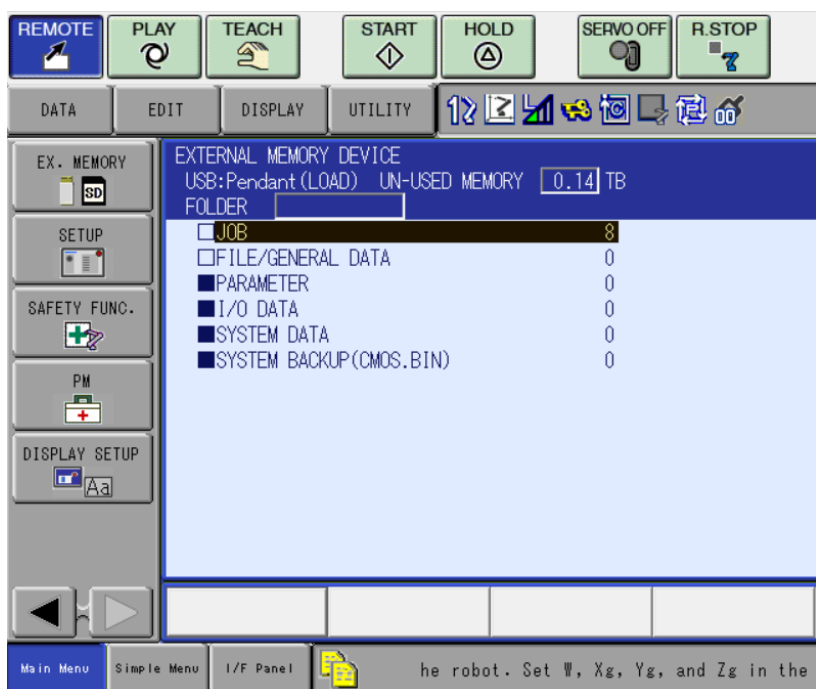 REMOTE PLAY TEACH START HOLD SERVO OFF R.STOP
DATA EDIT DISPLAY UTILITY
EX. MEMORY
SD
SETUP
SAFETY FUNC.
PM
DISPLAY SETUP
Aa
EXTERNAL MEMORY DEVICE
USB:Pendant(LOAD) UN-USED MEMORY 0.14 TB
FOLDER
JOB 8
FILE/GENERAL DATA 0
PARAMETER 0
I/O DATA 0
SYSTEM DATA 0
SYSTEM BACKUP(CMOS.BIN) 0
Main Menu Simple Menu I/F Panel he robot. Set W, Xg, Yg, and Zg in the